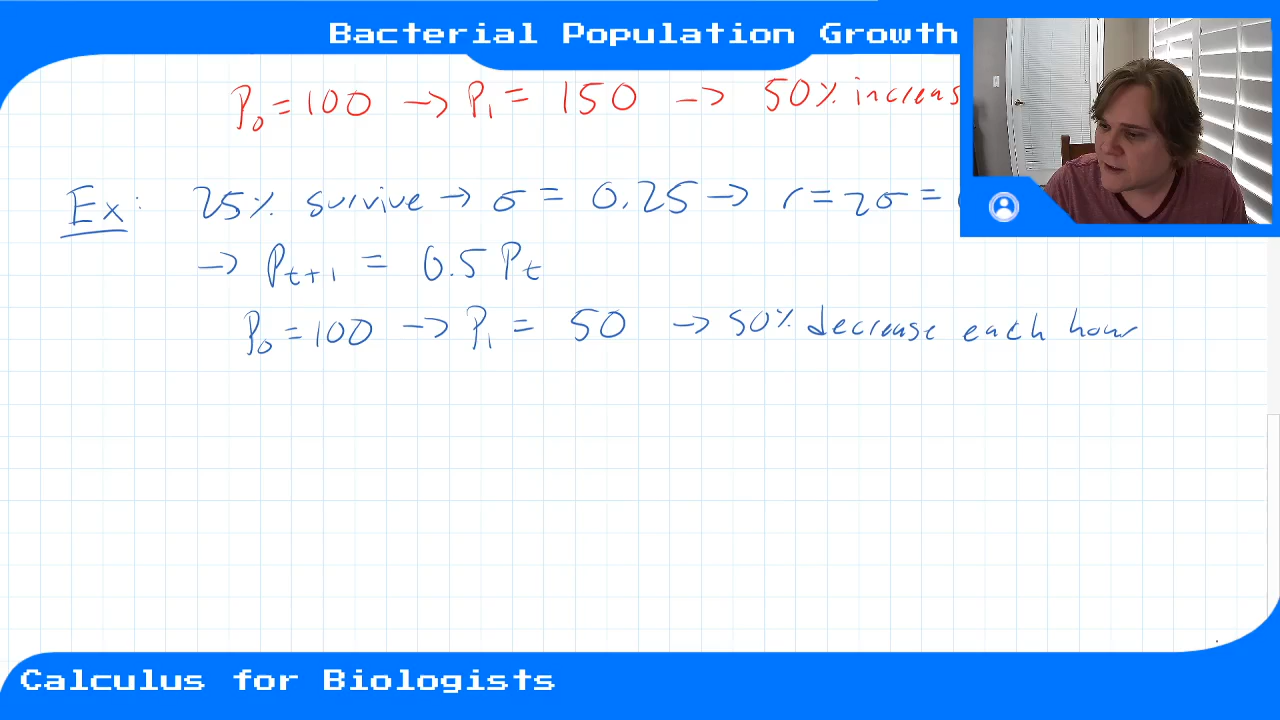 Bacterial Population Growth
P₀ = 100 → P₁ = 150 → 50% increas
Ex: 25% survive → σ = 0.25 → r = 2σ =
→ Pₜ₊₁ = 0.5 Pₜ
P₀ = 100 → P₁ = 50 → 50% decrease each hour
Calculus for Biologists